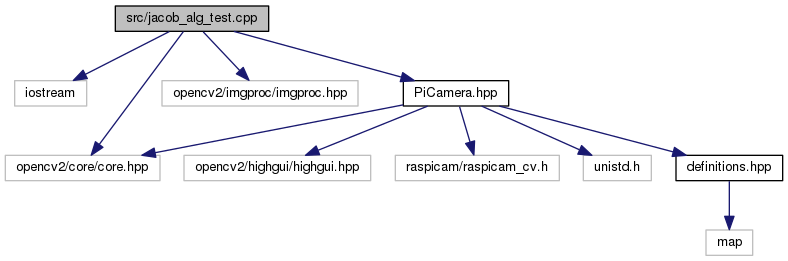 src/jacob_alg_test.cpp
iostream
opencv2/imgproc/imgproc.hpp
PiCamera.hpp
opencv2/core/core.hpp
opencv2/highgui/highgui.hpp
raspicam/raspicam_cv.h
unistd.h
definitions.hpp
map